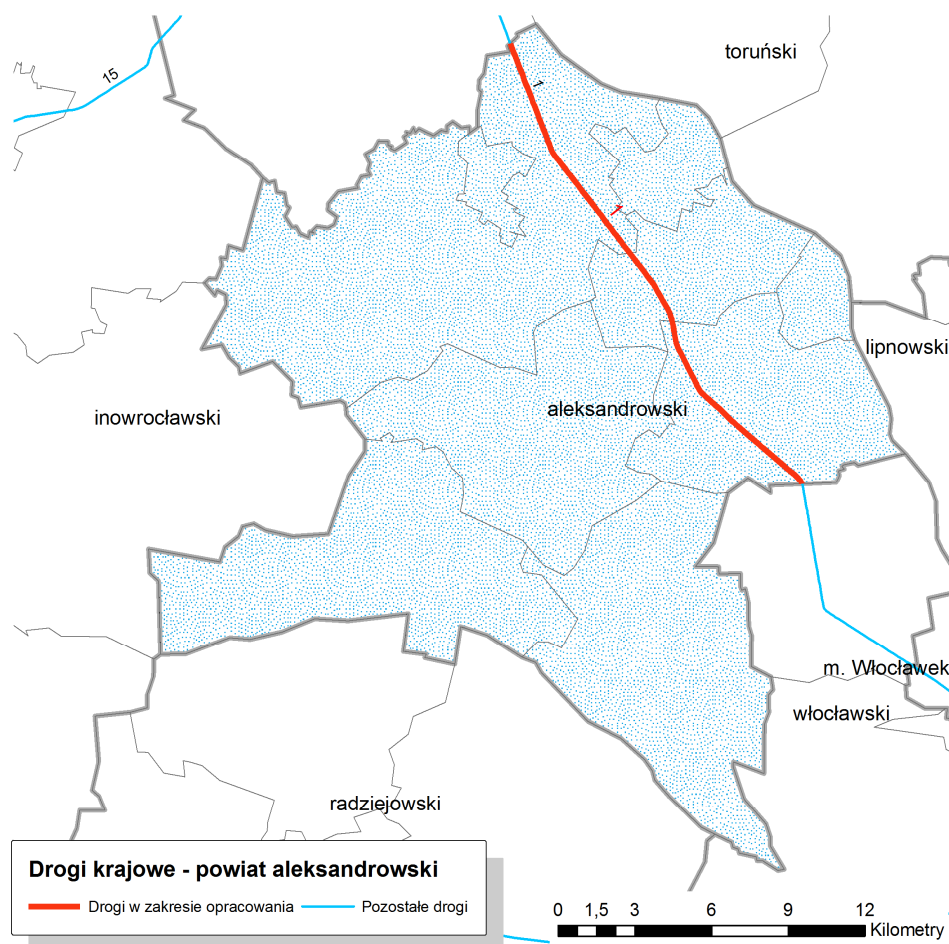 toruński
15
1
1
lipnowski
aleksandrowski
inowrocławski
m. Włocławek
włocławski
radziejowski
Drogi krajowe - powiat aleksandrowski
Drogi w zakresie opracowania Pozostałe drogi
0 1,5 3 6 9 12
Kilometry